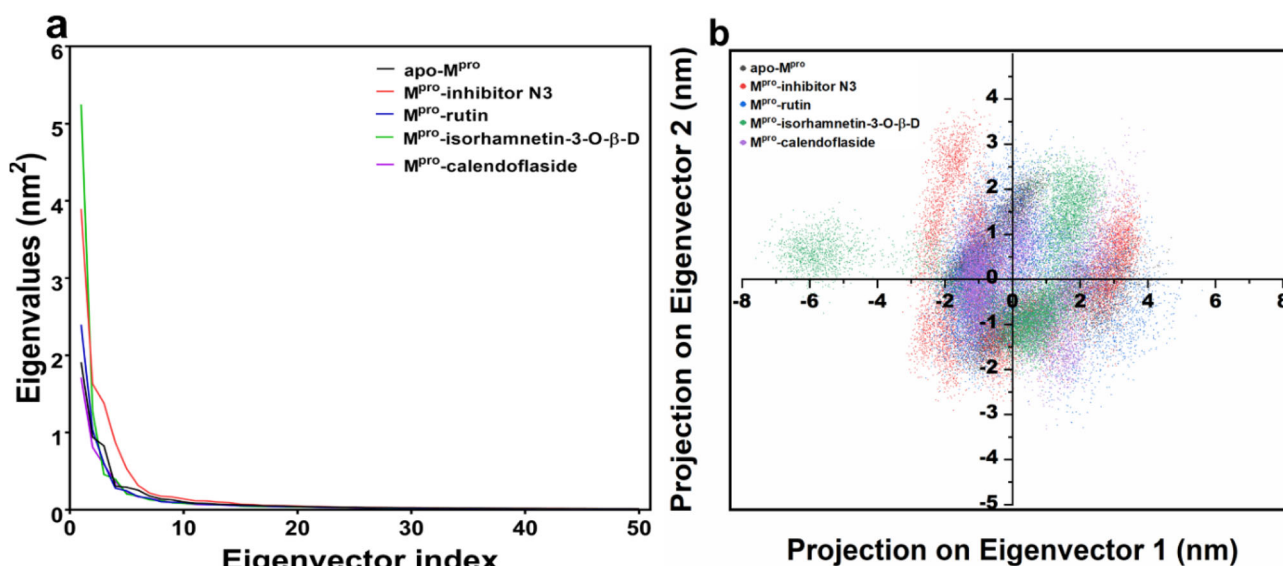 a
6
5
4
3
2
1
0
Eigenvalues (nm²)
apo-Mᵖʳᵒ
Mᵖʳᵒ-inhibitor N3
Mᵖʳᵒ-rutin
Mᵖʳᵒ-isorhamnetin-3-O-β-D
Mᵖʳᵒ-calendoflaside
0 10 20 30 40 50
Eigenvector index
b
Projection on Eigenvector 2 (nm)
apo-Mᵖʳᵒ
Mᵖʳᵒ-inhibitor N3
Mᵖʳᵒ-rutin
Mᵖʳᵒ-isorhamnetin-3-O-β-D
Mᵖʳᵒ-calendoflaside
4
3
2
1
0
-8 -6 -4 -2 0 2 4 6 8
-1
-2
-3
-4
-5
Projection on Eigenvector 1 (nm)